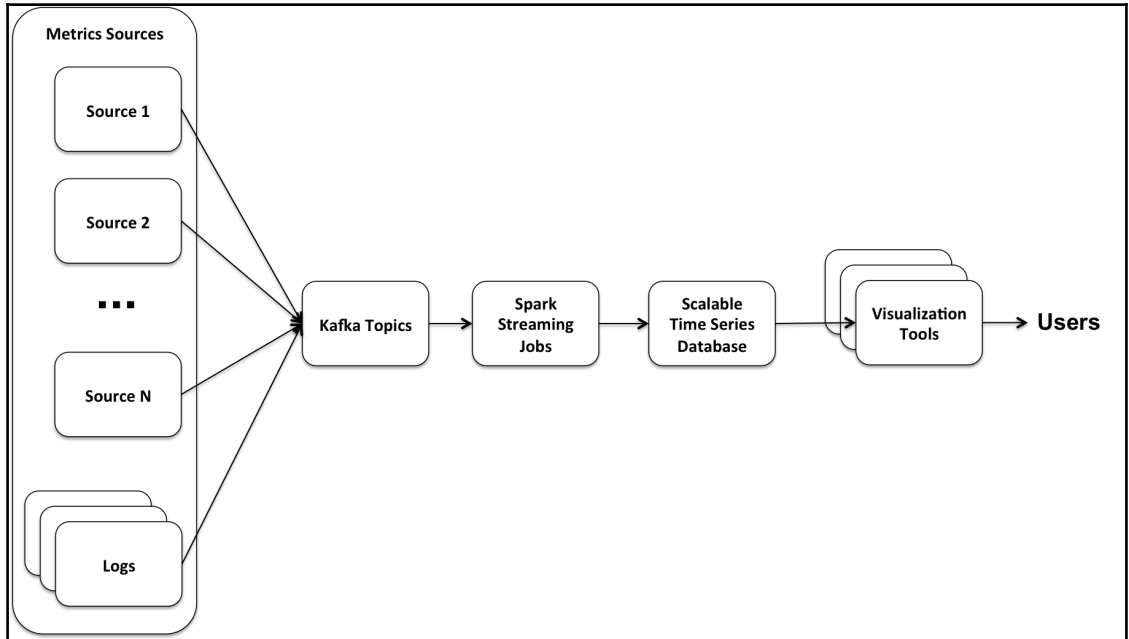 Metrics Sources
Source 1
Source 2
...
Source N
Logs
Kafka Topics
Spark
Streaming
Jobs
Scalable
Time Series
Database
Visualization
Tools
Users